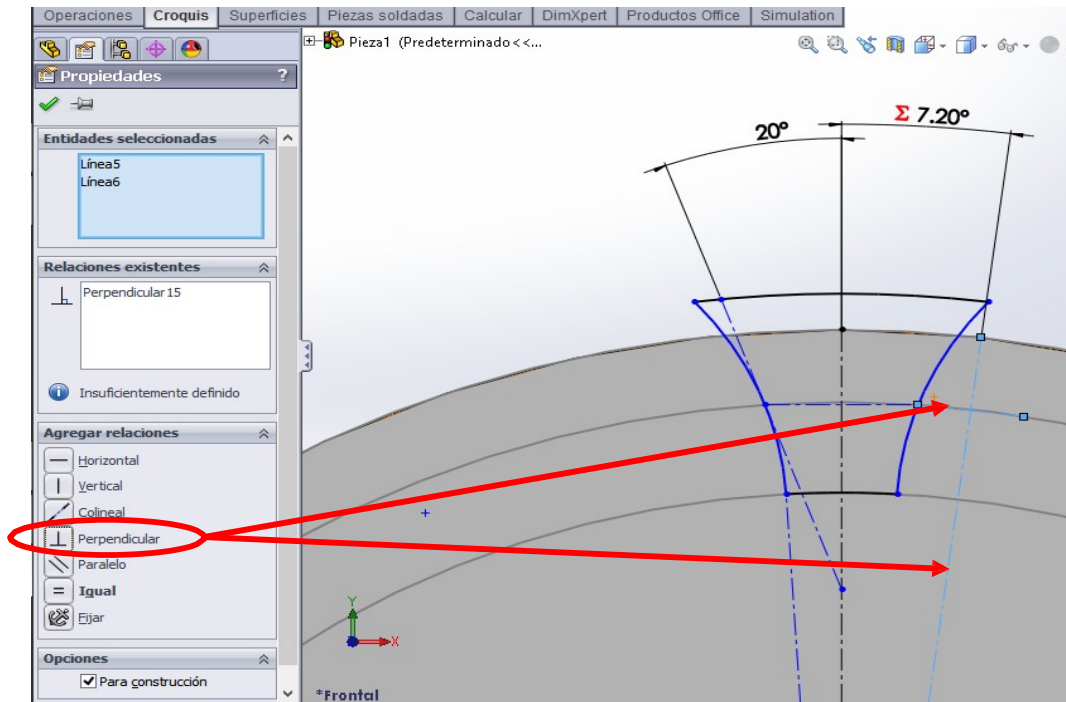 Operaciones Croquis Superficies Piezas soldadas Calcular DimXpert Productos Office Simulation
Pieza1 (Predeterminado<<...
Propiedades ?
Entidades seleccionadas
Línea5
Línea6
Relaciones existentes
Perpendicular15
Insuficientemente definido
Agregar relaciones
Horizontal
Vertical
Colineal
Perpendicular
Paralelo
Igual
Fijar
Opciones
Para construcción
20°
Σ 7.20°
Y
X
*Frontal